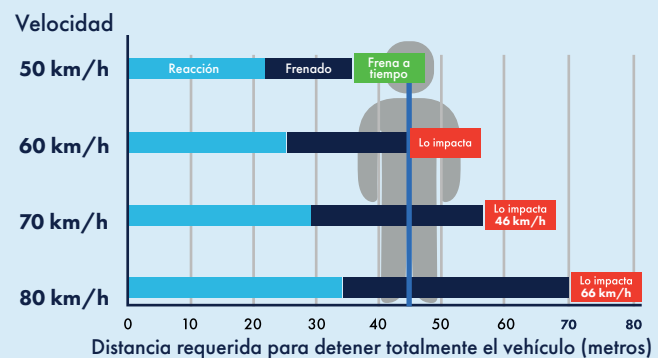 Velocidad
50 km/h
Reacción
Frenado
Frena a
tiempo
60 km/h
Lo impacta
70 km/h
Lo impacta
46 km/h
80 km/h
Lo impacta
66 km/h
0 10 20 30 40 50 60 70 80
Distancia requerida para detener totalmente el vehículo (metros)